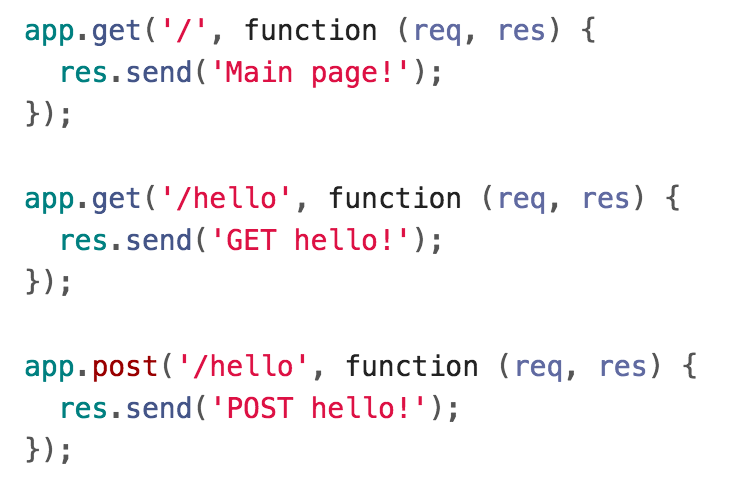 app.get('/', function (req, res) {
  res.send('Main page!');
});

app.get('/hello', function (req, res) {
  res.send('GET hello!');
});

app.post('/hello', function (req, res) {
  res.send('POST hello!');
});